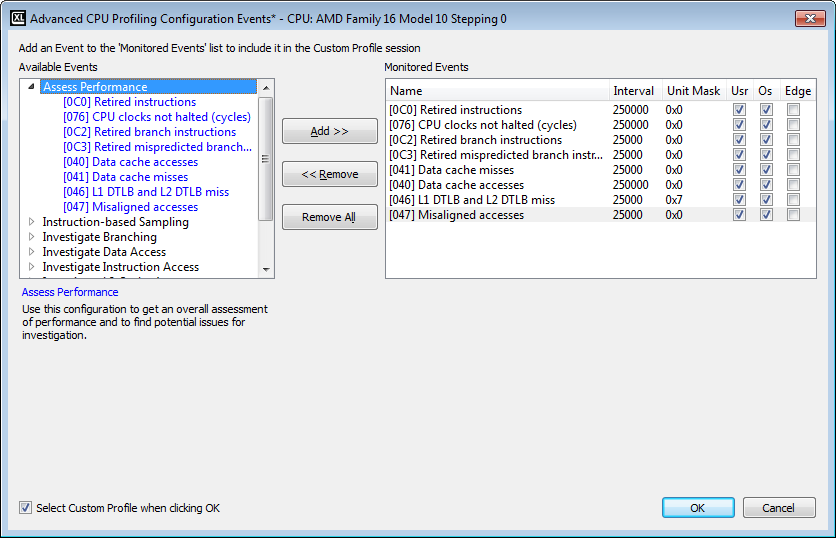 XL Advanced CPU Profiling Configuration Events* - CPU: AMD Family 16 Model 10 Stepping 0
Add an Event to the 'Monitored Events' list to include it in the Custom Profile session
Available Events
Assess Performance
[0C0] Retired instructions
[076] CPU clocks not halted (cycles)
[0C2] Retired branch instructions
[0C3] Retired mispredicted branch...
[040] Data cache accesses
[041] Data cache misses
[046] L1 DTLB and L2 DTLB miss
[047] Misaligned accesses
Instruction-based Sampling
Investigate Branching
Investigate Data Access
Investigate Instruction Access
Assess Performance
Use this configuration to get an overall assessment
of performance and to find potential issues for
investigation.
Add >>
<< Remove
Remove All
Monitored Events
Name Interval Unit Mask Usr Os Edge
[0C0] Retired instructions 250000 0x0
[076] CPU clocks not halted (cycles) 250000 0x0
[0C2] Retired branch instructions 25000 0x0
[0C3] Retired mispredicted branch instr... 25000 0x0
[041] Data cache misses 25000 0x0
[040] Data cache accesses 250000 0x0
[046] L1 DTLB and L2 DTLB miss 25000 0x7
[047] Misaligned accesses 25000 0x0
Select Custom Profile when clicking OK
OK
Cancel